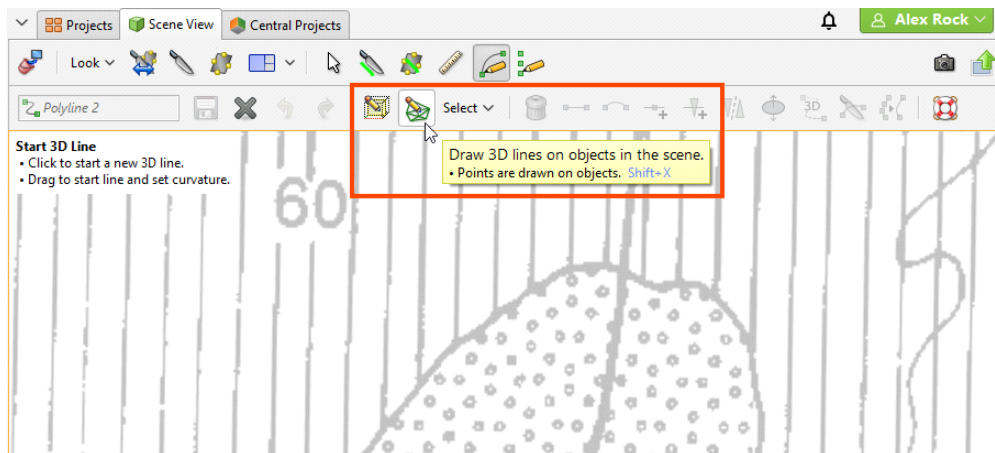 Projects Scene View Central Projects Alex Rock
Look
Polyline 2 Select 3D
Start 3D Line
• Click to start a new 3D line.
• Drag to start line and set curvature.
Draw 3D lines on objects in the scene.
• Points are drawn on objects. Shift+X
60